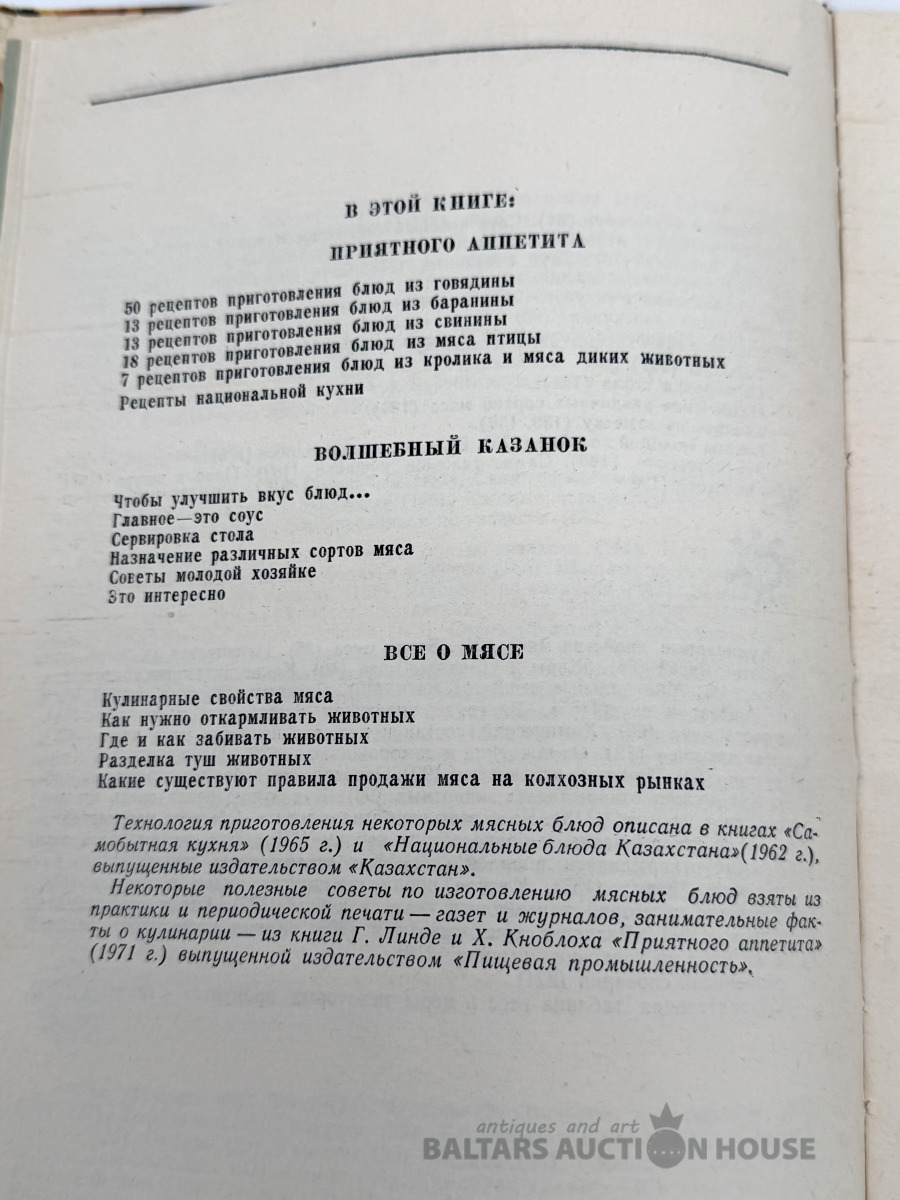 В ЭТОЙ КНИГЕ:
ПРИЯТНОГО АППЕТИТА
50 рецептов приготовления блюд из говядины
13 рецептов приготовления блюд из баранины
13 рецептов приготовления блюд из свинины
18 рецептов приготовления блюд из мяса птицы
7 рецептов приготовления блюд из кролика и мяса диких животных
Рецепты национальной кухни
ВОЛШЕБНЫЙ КАЗАНОК
Чтобы улучшить вкус блюд...
Главное—это соус
Сервировка стола
Назначение различных сортов мяса
Советы молодой хозяйке
Это интересно
ВСЕ О МЯСЕ
Кулинарные свойства мяса
Как нужно откармливать животных
Где и как забивать животных
Разделка туш животных
Какие существуют правила продажи мяса на колхозных рынках
Технология приготовления некоторых мясных блюд описана в книгах «Са-
мобытная кухня» (1965 г.) и «Национальные блюда Казахстана»(1962 г.),
выпущенные издательством «Казахстан».
Некоторые полезные советы по изготовлению мясных блюд взяты из
практики и периодической печати — газет и журналов, занимательные фак-
ты о кулинарии — из книги Г. Линде и Х. Кноблоха «Приятного аппетита»
(1971 г.) выпущенной издательством «Пищевая промышленность».
antiques and art
BALTARS AUCTION HOUSE